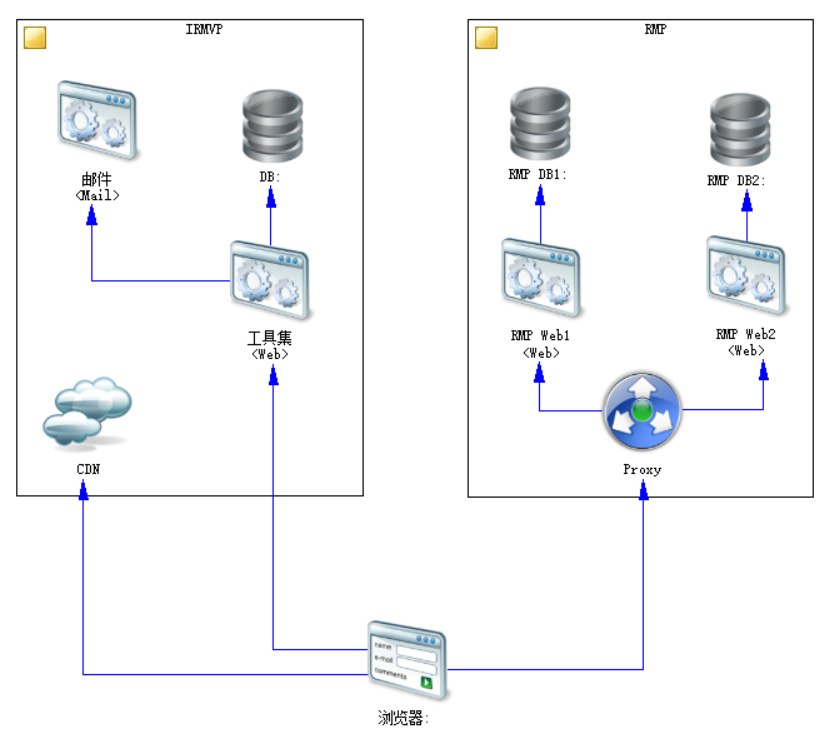 IRMVP
RMP
邮件
<Mail>
DB:
RMP DB1:
RMP DB2:
工具集
<Web>
RMP Web1
<Web>
RMP Web2
<Web>
CDN
Proxy
name
e-mail
comments
浏览器: